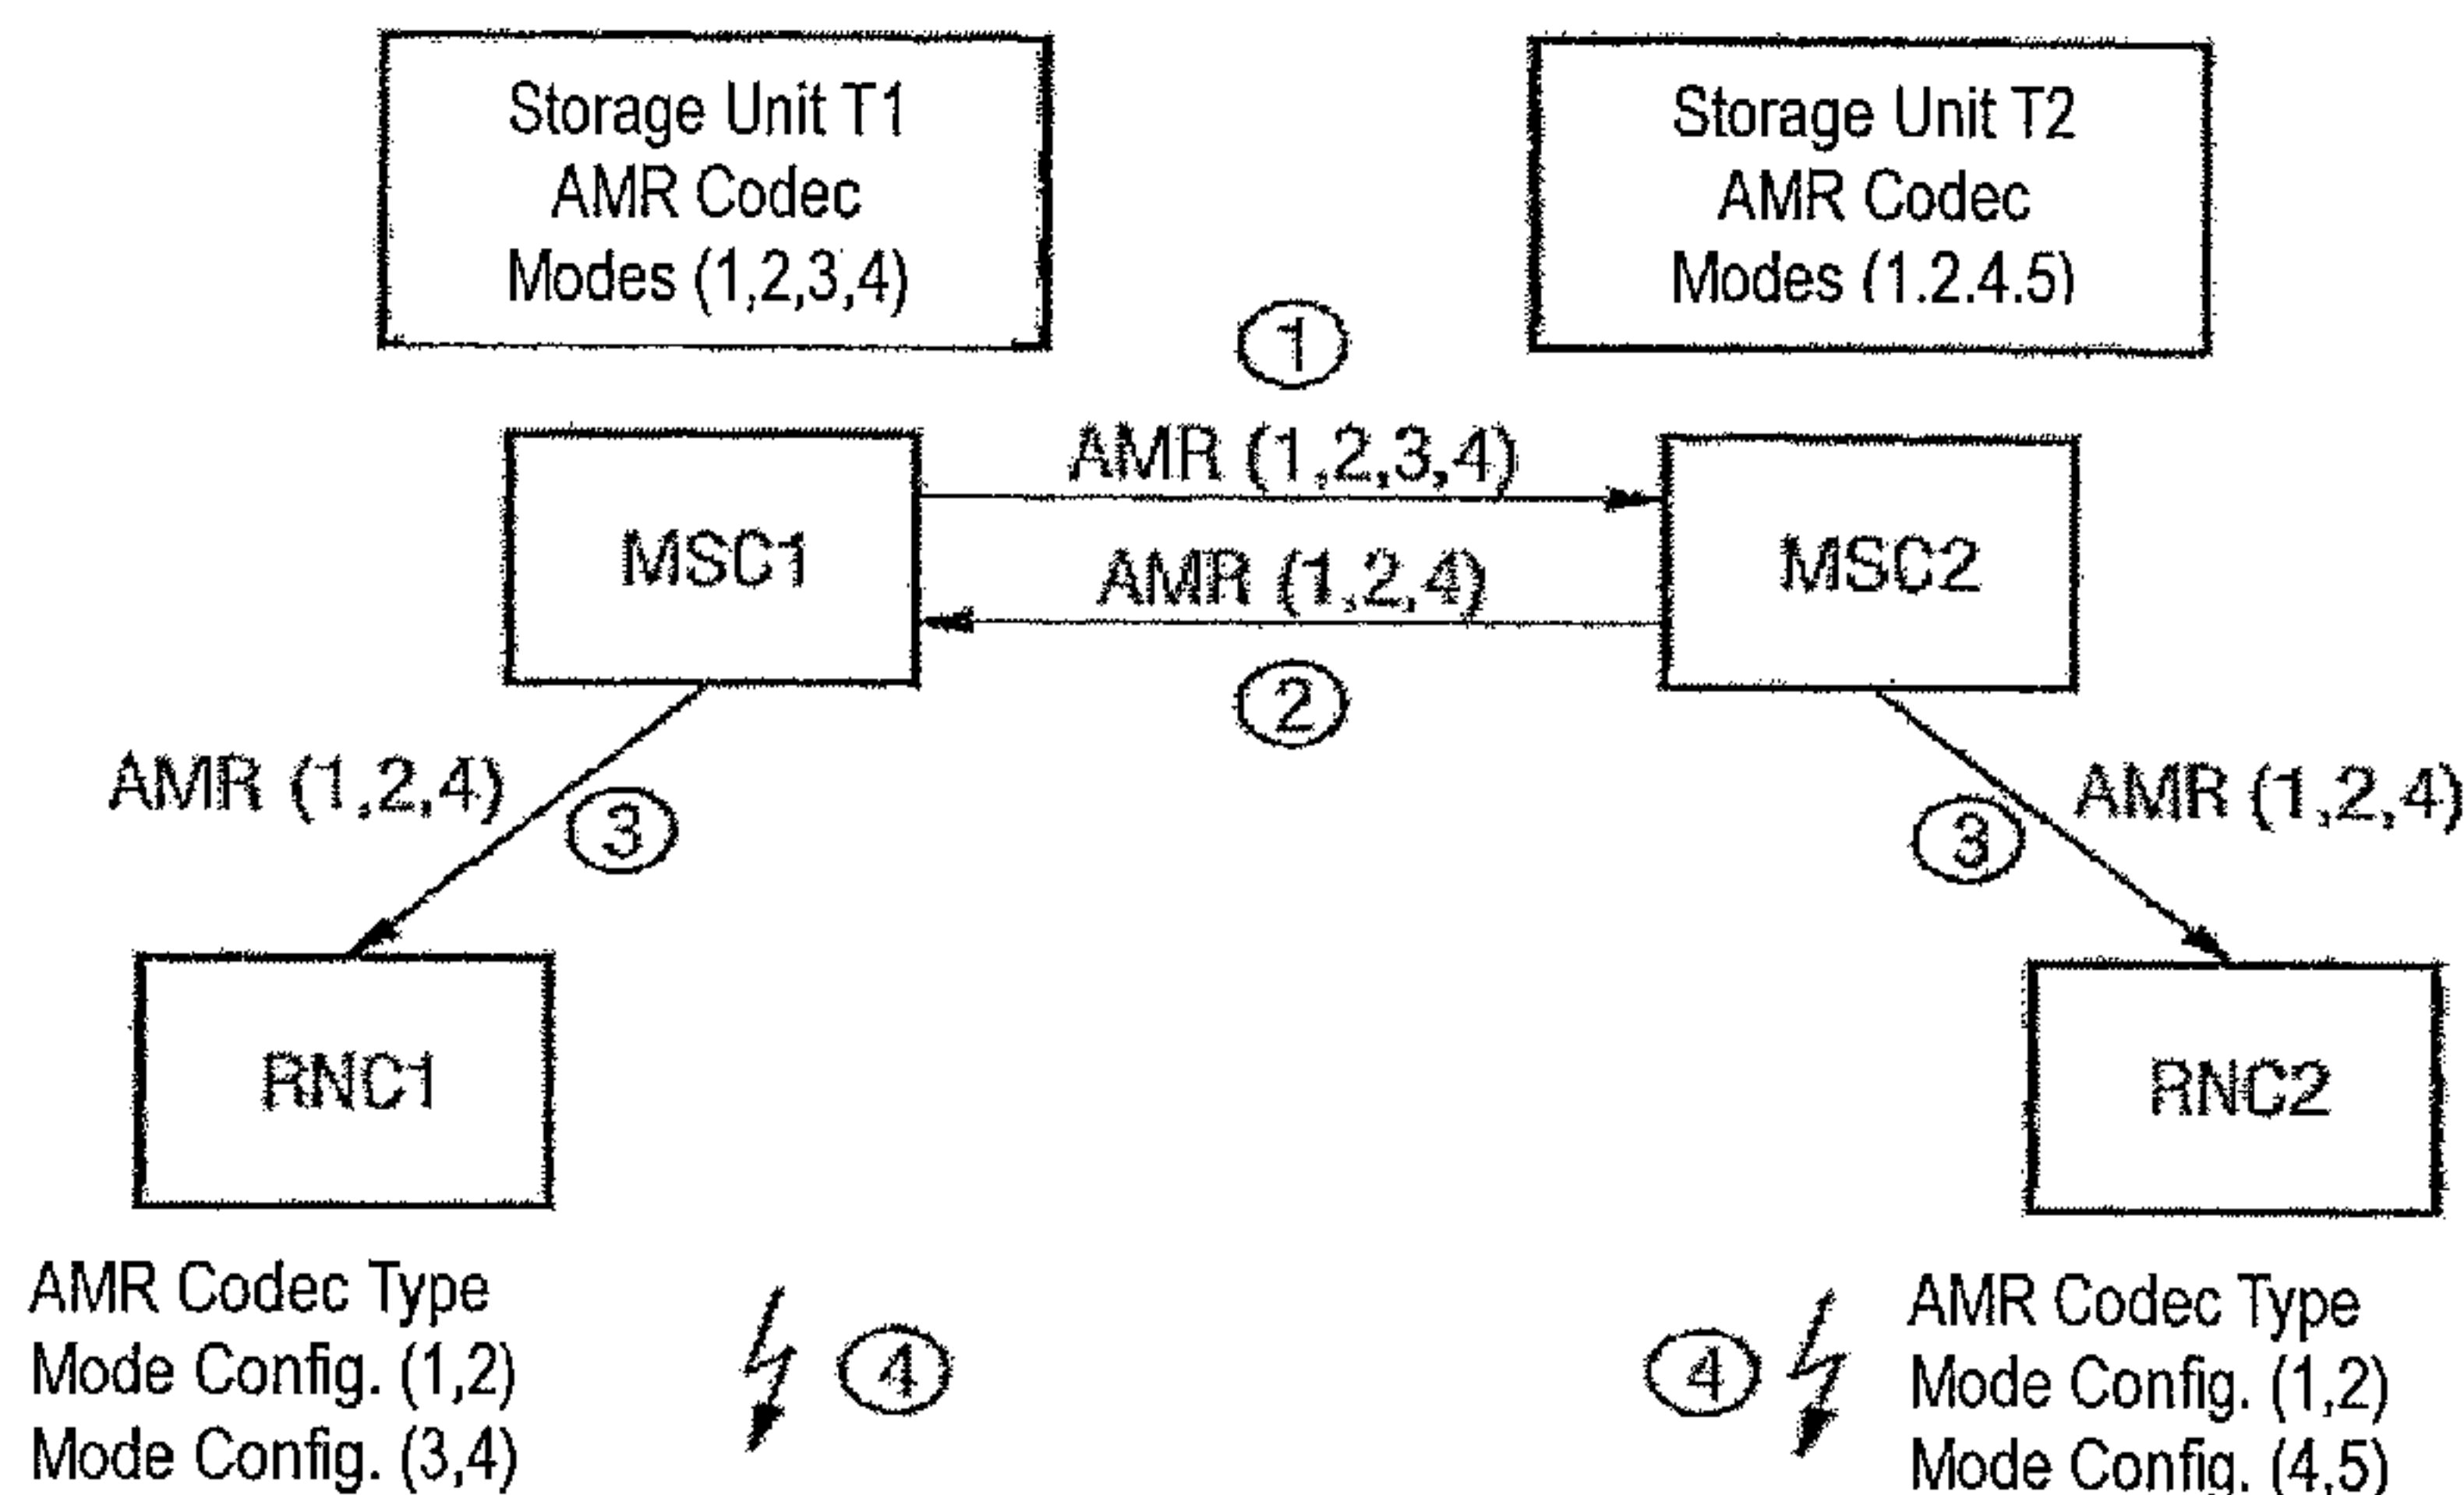 Storage Unit T1
AMR Codec
Modes (1,2,3,4)
Storage Unit T2
AMR Codec
Modes (1.2.4.5)
1
AMR (1,2,3,4)
MSC1
MSC2
AMR (1,2,4)
2
AMR (1,2,4)
3
3
AMR (1,2,4)
RNC1
RNC2
AMR Codec Type
Mode Config. (1,2)
Mode Config. (3,4)
4
4
AMR Codec Type
Mode Config. (1,2)
Mode Config. (4,5)